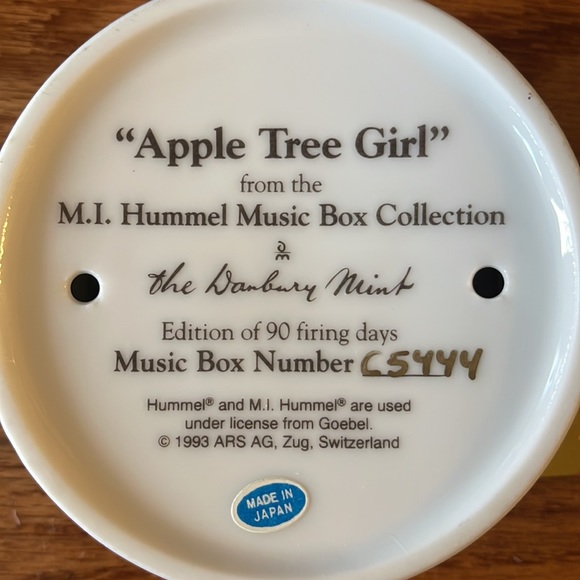 “Apple Tree Girl”
from the
M.I. Hummel Music Box Collection
DM
the Danbury Mint
Edition of 90 firing days
Music Box Number C5444
Hummel® and M.I. Hummel® are used
under license from Goebel.
© 1993 ARS AG, Zug, Switzerland
MADE IN
JAPAN